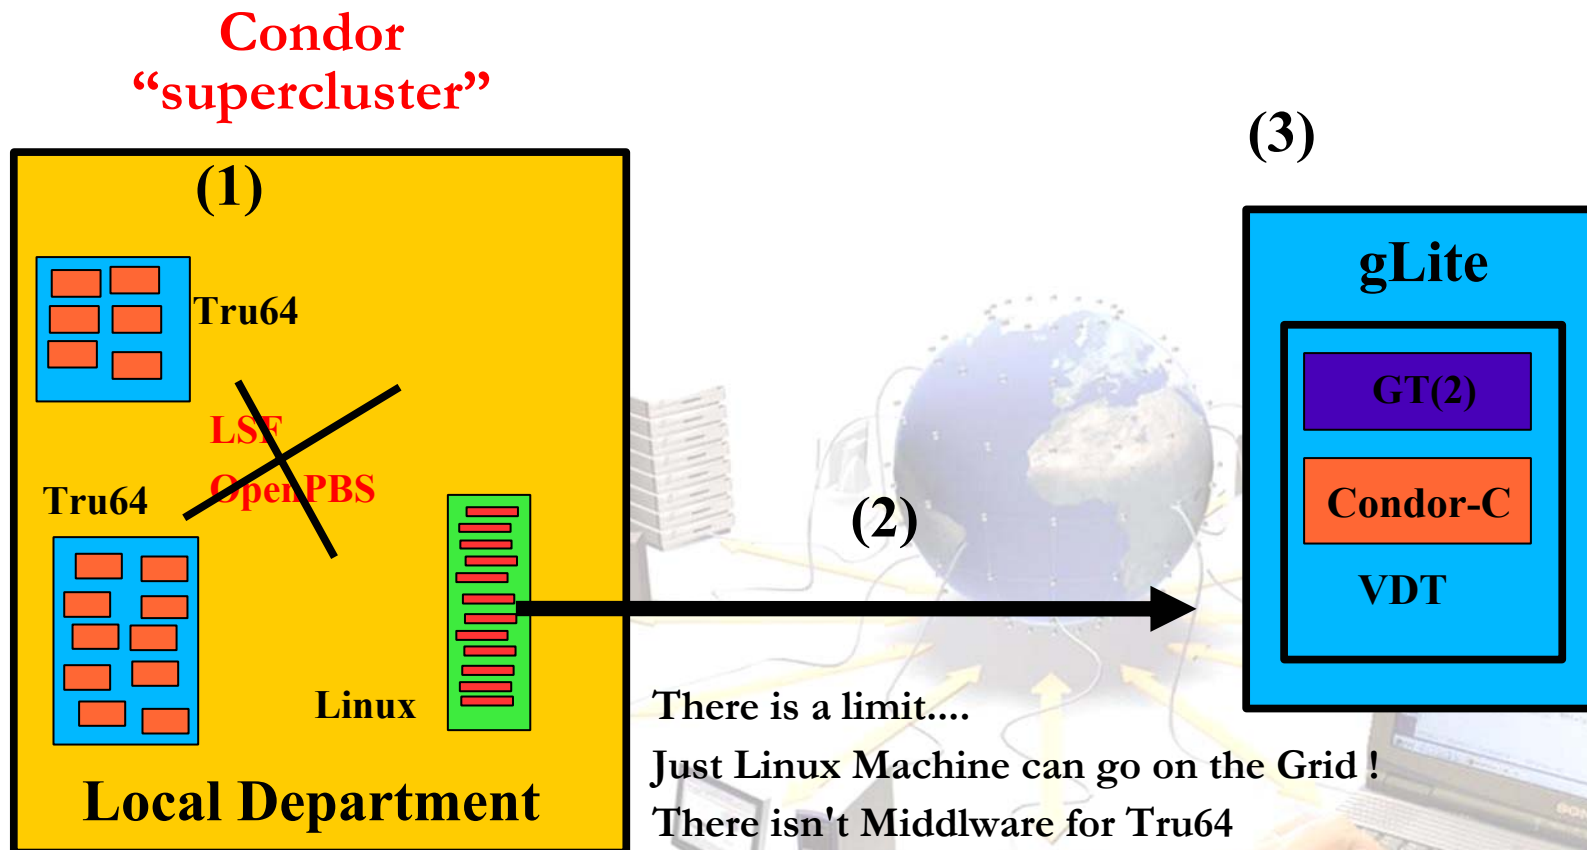 Condor
“supercluster”
(1)
(3)
gLite
Tru64
GT(2)
LSF
OpenPBS
Tru64
Condor-C
(2)
VDT
Linux
There is a limit....
Just Linux Machine can go on the Grid !
There isn't Middlware for Tru64
Local Department